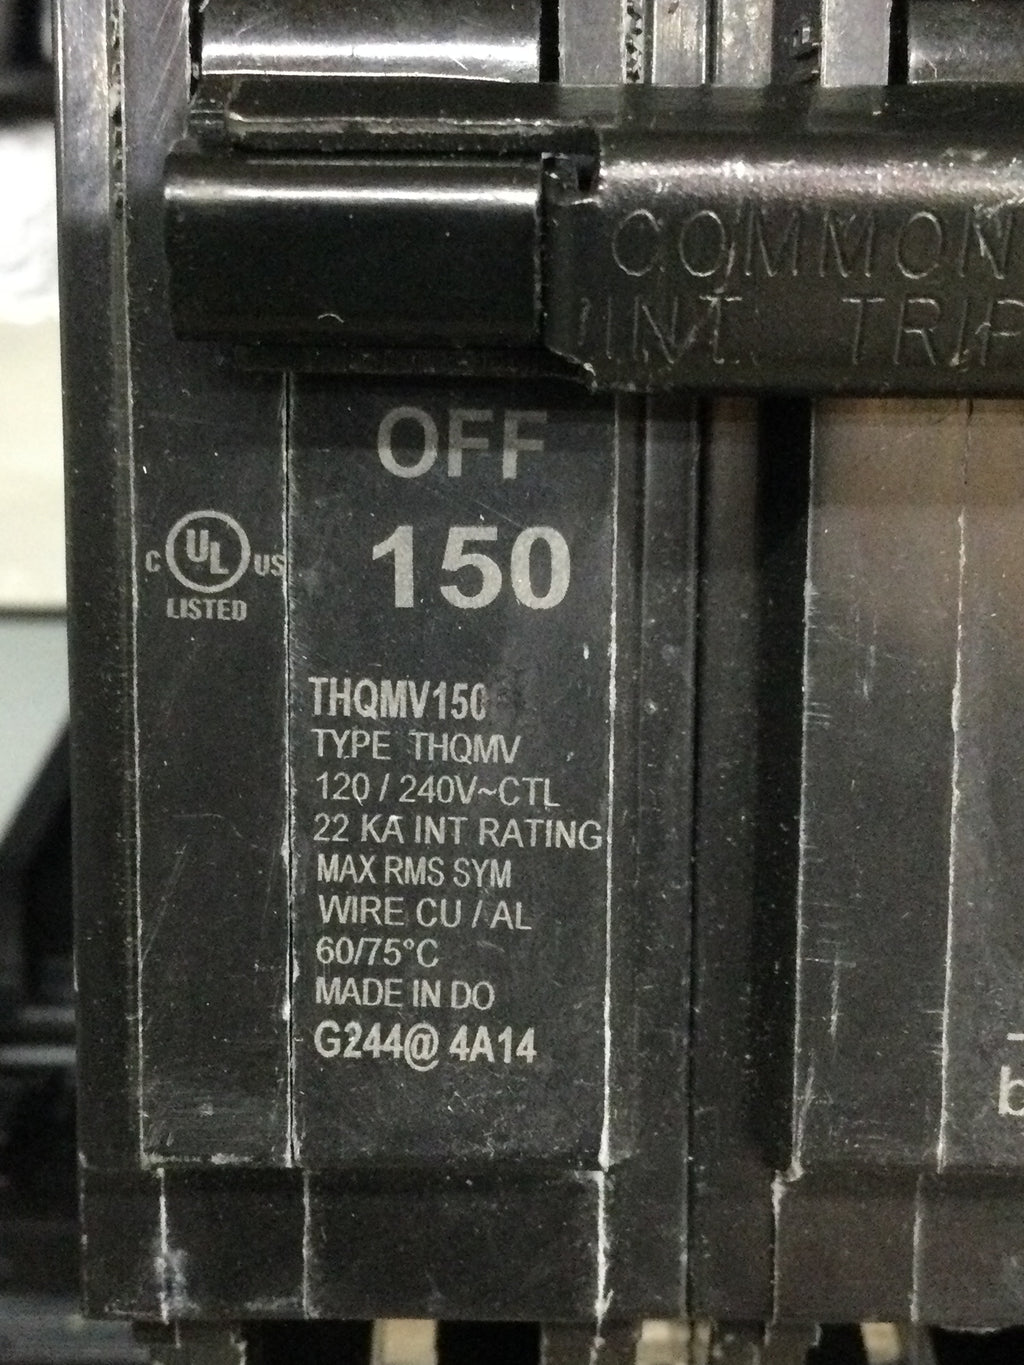 COMMON
INT. TRIP
OFF
150
C UL US
LISTED
THQMV150
TYPE THQMV
120 / 240V~CTL
22 KA INT RATING
MAX RMS SYM
WIRE CU / AL
60/75°C
MADE IN DO
G244@ 4A14